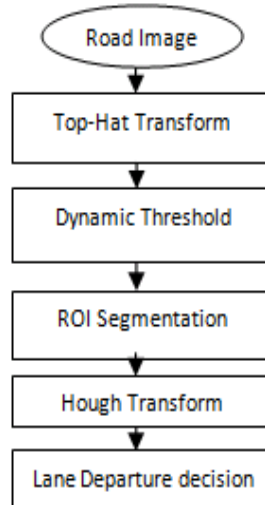 Road Image
Top-Hat Transform
Dynamic Threshold
ROI Segmentation
Hough Transform
Lane Departure decision